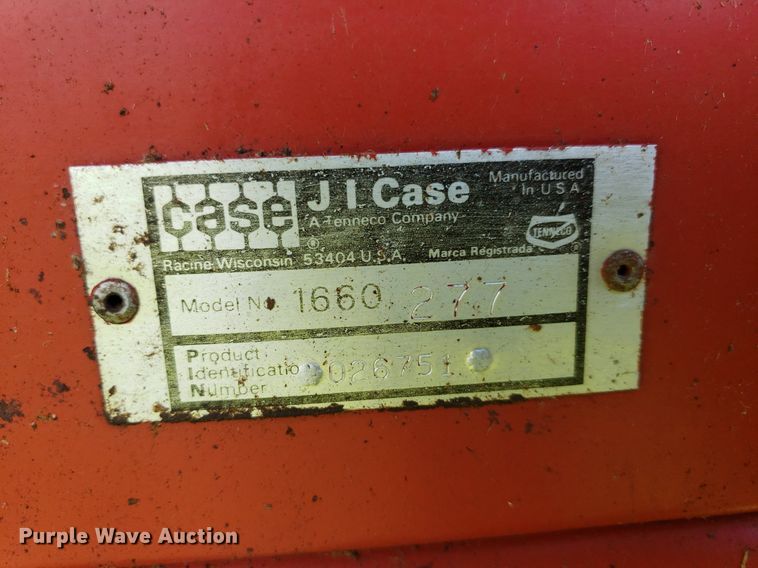 case J I Case Manufactured In U S A
A Tenneco Company
® TENNECO ®
Racine Wisconsin 53404 U.S.A. Marca Registrada
Model No. 1660 277
Product
Identification 026751
Number
Purple Wave Auction